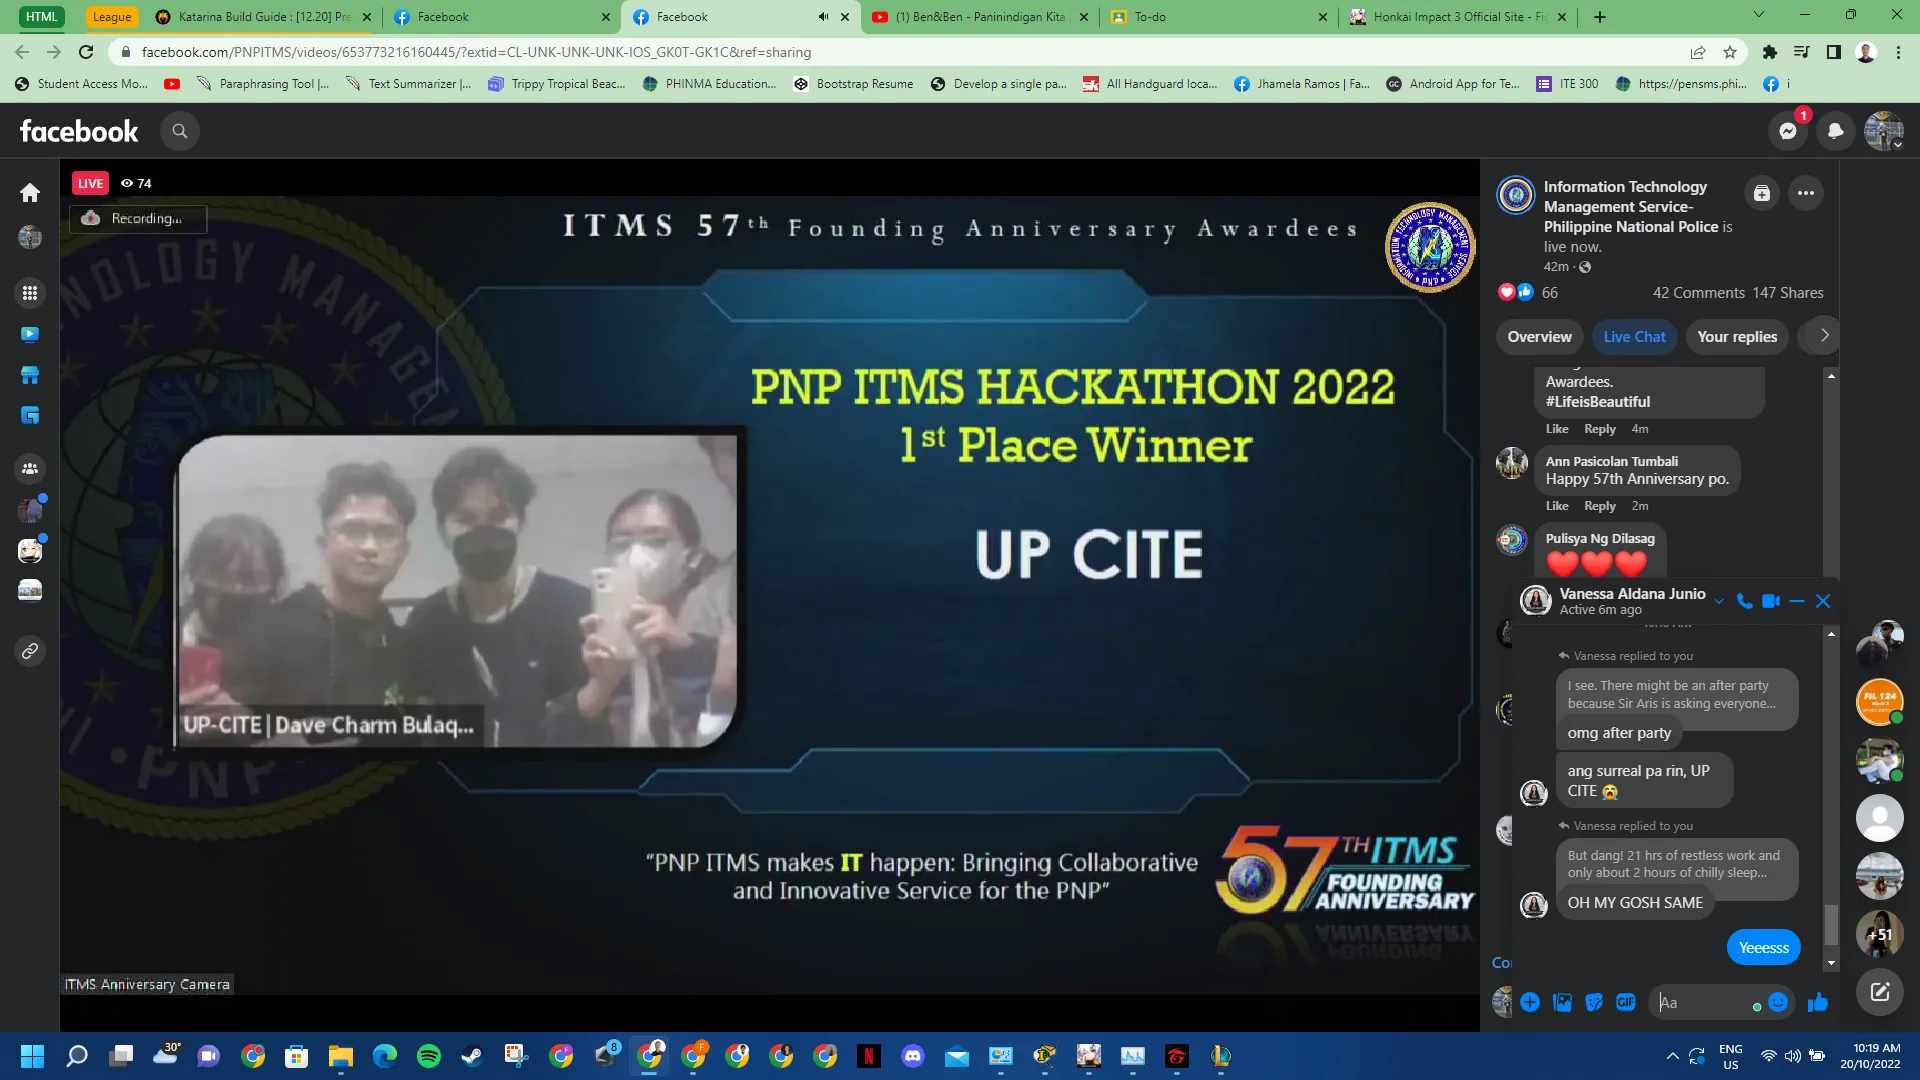 HTML
League
Katarina Build Guide : [12.20] Pre
Facebook
Facebook
(1) Ben&Ben - Paninindigan Kita
To-do
Honkai Impact 3 Official Site - Fi
facebook.com/PNPITMS/videos/653773216160445/?extid=CL-UNK-UNK-UNK-IOS_GK0T-GK1C&ref=sharing
Student Access Mo...
Paraphrasing Tool |...
Text Summarizer |...
Trippy Tropical Beac...
PHINMA Education...
Bootstrap Resume
Develop a single pa...
All Handguard loca...
Jhamela Ramos | Fa...
Android App for Te...
ITE 300
https://pensms.phi...
i
facebook
1
LIVE
74
Recording...
ITMS 57th Founding Anniversary Awardees
PNP ITMS HACKATHON 2022
1st Place Winner
UP CITE
UP-CITE | Dave Charm Bulaq...
"PNP ITMS makes IT happen: Bringing Collaborative
and Innovative Service for the PNP"
57TH ITMS
FOUNDING
ANNIVERSARY
ITMS Anniversary Camera
Information Technology
Management Service-
Philippine National Police is
live now.
42m ·
66
42 Comments 147 Shares
Overview
Live Chat
Your replies
Awardees.
#LifeisBeautiful
Like Reply 4m
Ann Pasicolan Tumbali
Happy 57th Anniversary po.
Like Reply 2m
Pulisya Ng Dilasag
❤️❤️❤️
Vanessa Aldana Junio
Active 6m ago
Vanessa replied to you
I see. There might be an after party
because Sir Aris is asking everyone...
omg after party
ang surreal pa rin, UP
CITE 😭
Vanessa replied to you
But dang! 21 hrs of restless work and
only about 2 hours of chilly sleep...
OH MY GOSH SAME
Yeeesss
GIF
Aa
FIL 124
+51
30°
8
ENG
US
10:19 AM
20/10/2022